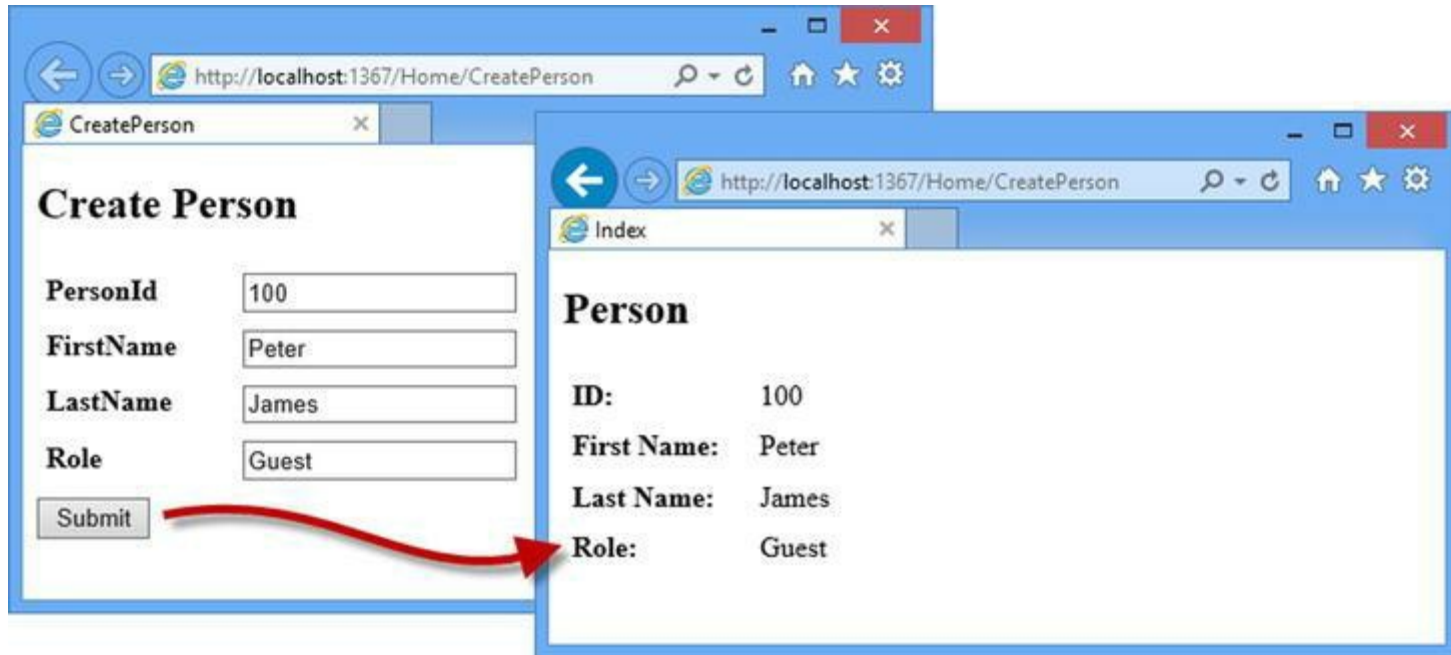 http://localhost:1367/Home/CreatePerson
CreatePerson
Create Person
PersonId 100
FirstName Peter
LastName James
Role Guest
Submit
http://localhost:1367/Home/CreatePerson
Index
Person
ID: 100
First Name: Peter
Last Name: James
Role: Guest